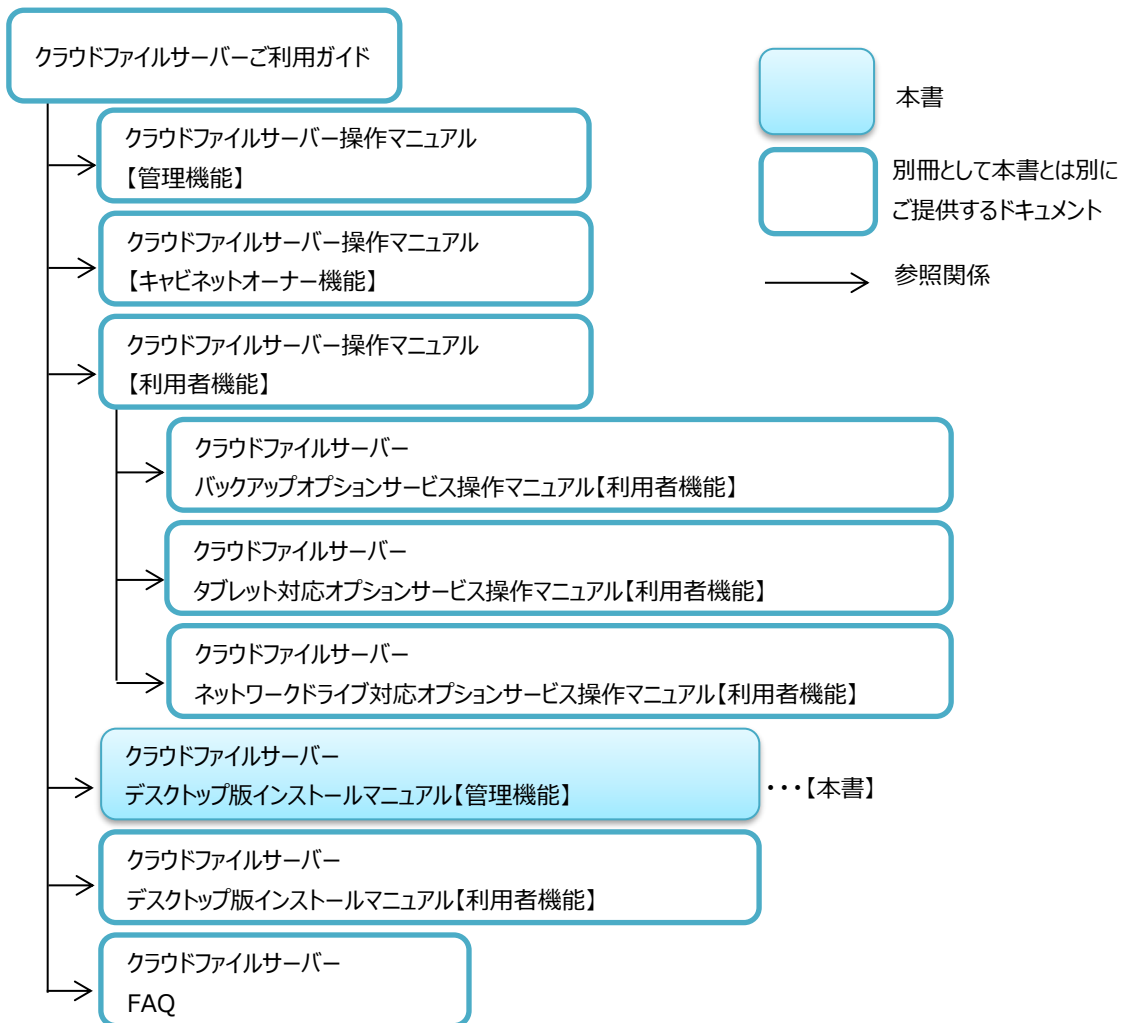 クラウドファイルサーバーご利用ガイド
本書
クラウドファイルサーバー操作マニュアル
【管理機能】
別冊として本書とは別に
ご提供するドキュメント
クラウドファイルサーバー操作マニュアル
【キャビネットオーナー機能】
参照関係
クラウドファイルサーバー操作マニュアル
【利用者機能】
クラウドファイルサーバー
バックアップオプションサービス操作マニュアル【利用者機能】
クラウドファイルサーバー
タブレット対応オプションサービス操作マニュアル【利用者機能】
クラウドファイルサーバー
ネットワークドライブ対応オプションサービス操作マニュアル【利用者機能】
クラウドファイルサーバー
デスクトップ版インストールマニュアル【管理機能】
・・・【本書】
クラウドファイルサーバー
デスクトップ版インストールマニュアル【利用者機能】
クラウドファイルサーバー
FAQ